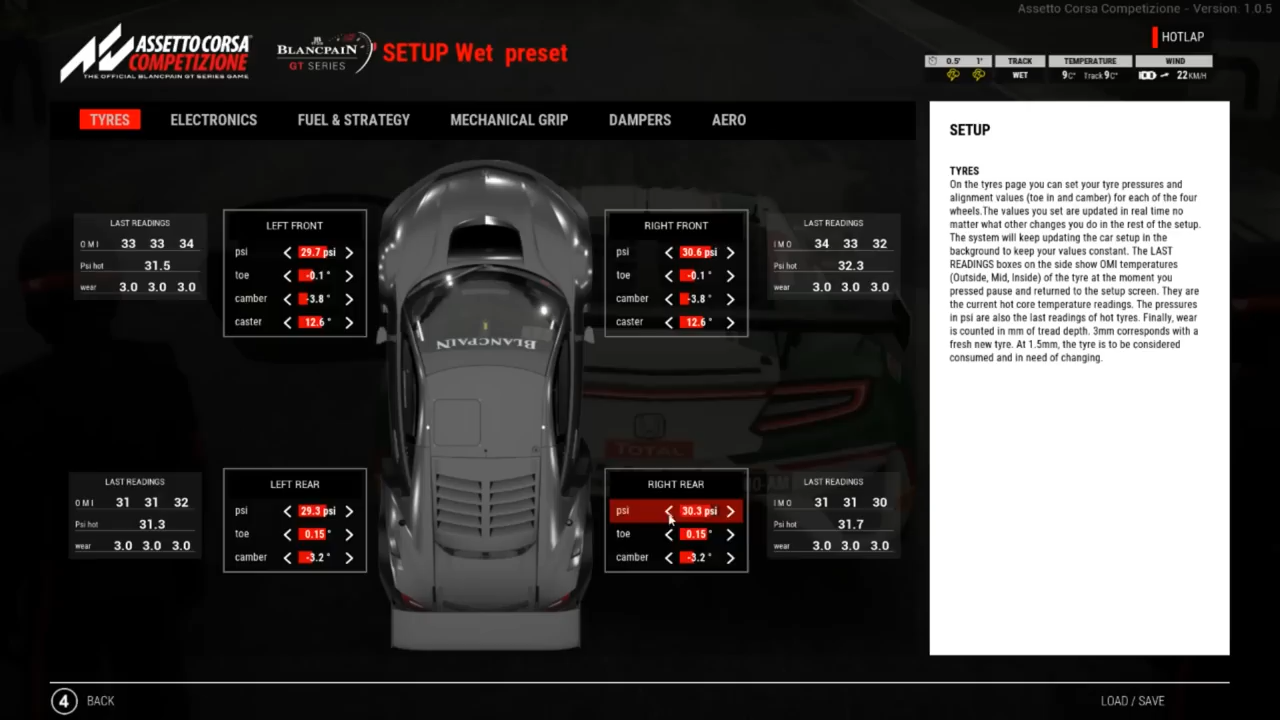 Assetto Corsa Competizione - Version: 1.0.5
ASSETTO CORSA
COMPETIZIONE
THE OFFICIAL BLANCPAIN GT SERIES GAME
BLANCPAIN
GT SERIES
SETUP Wet preset
HOTLAP
0.5' 1' TRACK TEMPERATURE WIND
WET 9C° Track 9C° 22KM/H
TYRES ELECTRONICS FUEL & STRATEGY MECHANICAL GRIP DAMPERS AERO
LAST READINGS
O M I 33 33 34
Psi hot 31.5
wear 3.0 3.0 3.0
LEFT FRONT
psi 29.7 psi
toe -0.1 °
camber -3.8 °
caster 12.6 °
RIGHT FRONT
psi 30.6 psi
toe -0.1 °
camber -3.8 °
caster 12.6 °
LAST READINGS
I M O 34 33 32
Psi hot 32.3
wear 3.0 3.0 3.0
BLANCPAIN
TOTAL
LAST READINGS
O M I 31 31 32
Psi hot 31.3
wear 3.0 3.0 3.0
LEFT REAR
psi 29.3 psi
toe 0.15 °
camber -3.2 °
RIGHT REAR
psi 30.3 psi
toe 0.15 °
camber -3.2 °
LAST READINGS
I M O 31 31 30
Psi hot 31.7
wear 3.0 3.0 3.0
SETUP
TYRES
On the tyres page you can set your tyre pressures and
alignment values (toe in and camber) for each of the four
wheels.The values you set are updated in real time no
matter what other changes you do in the rest of the setup.
The system will keep updating the car setup in the
background to keep your values constant. The LAST
READINGS boxes on the side show OMI temperatures
(Outside, Mid, Inside) of the tyre at the moment you
pressed pause and returned to the setup screen. They are
the current hot core temperature readings. The pressures
in psi are also the last readings of hot tyres. Finally, wear
is counted in mm of tread depth. 3mm corresponds with a
fresh new tyre. At 1.5mm, the tyre is to be considered
consumed and in need of changing.
4 BACK
LOAD / SAVE